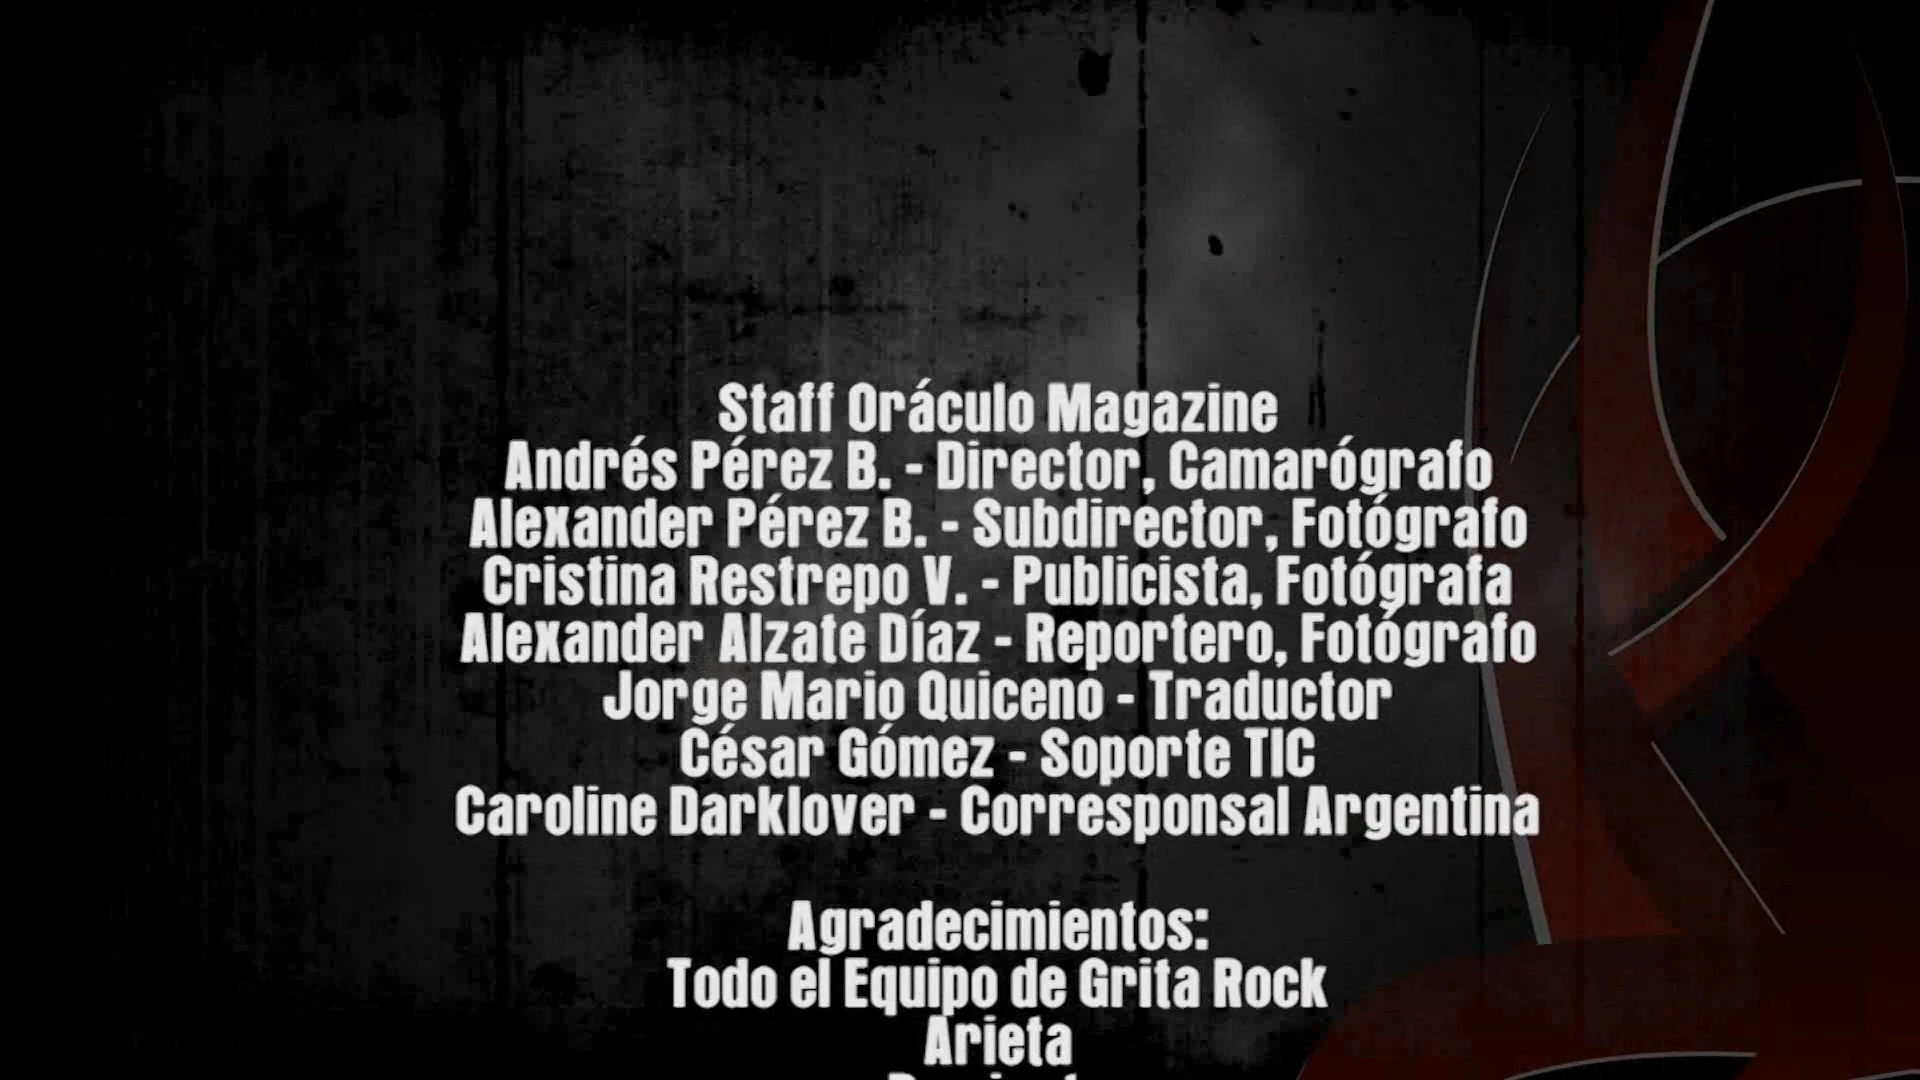 Staff Oráculo Magazine
Andrés Pérez B. - Director, Camarógrafo
Alexander Pérez B. - Subdirector, Fotógrafo
Cristina Restrepo V. - Publicista, Fotógrafa
Alexander Alzate Díaz - Reportero, Fotógrafo
Jorge Mario Quiceno - Traductor
César Gómez - Soporte TIC
Caroline Darklover - Corresponsal Argentina
Agradecimientos:
Todo el Equipo de Grita Rock
Arieta